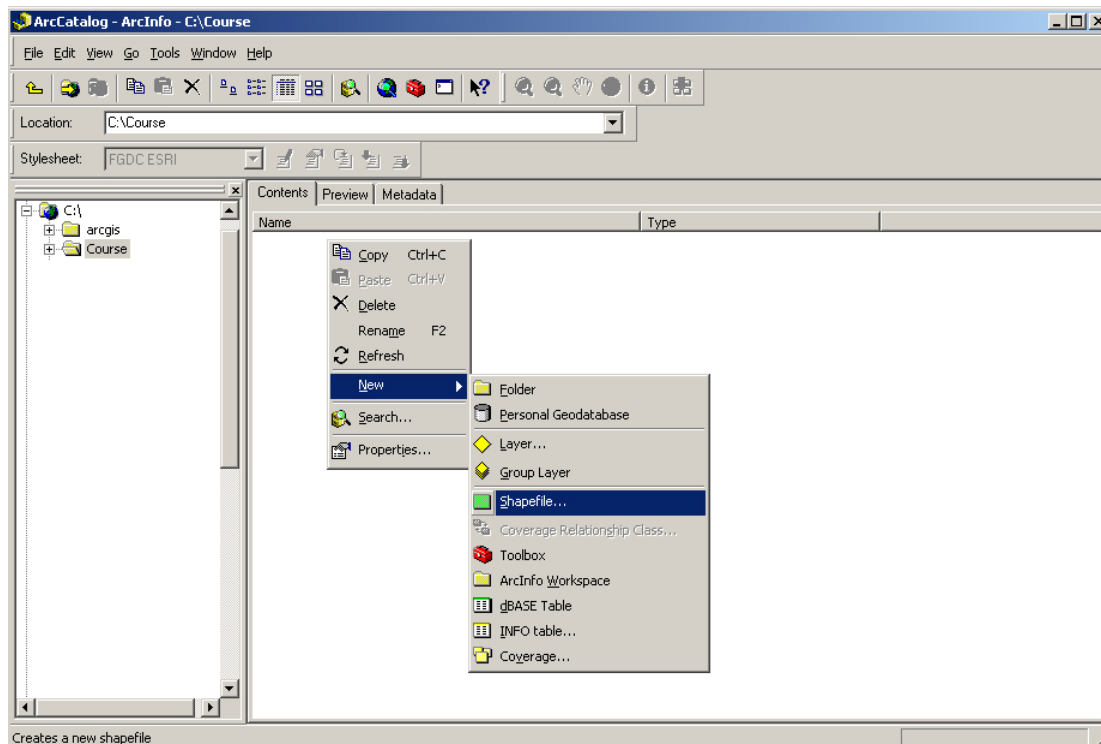 ArcCatalog - ArcInfo - C:\Course
File Edit View Go Tools Window Help
Location: C:\Course
Stylesheet: FGDC ESRI
Contents Preview Metadata
C:\
arcgis
Course
Name Type
Copy Ctrl+C
Paste Ctrl+V
Delete
Rename F2
Refresh
New
Search...
Properties...
Folder
Personal Geodatabase
Layer...
Group Layer
Shapefile...
Coverage Relationship Class...
Toolbox
ArcInfo Workspace
dBASE Table
INFO table...
Coverage...
Creates a new shapefile